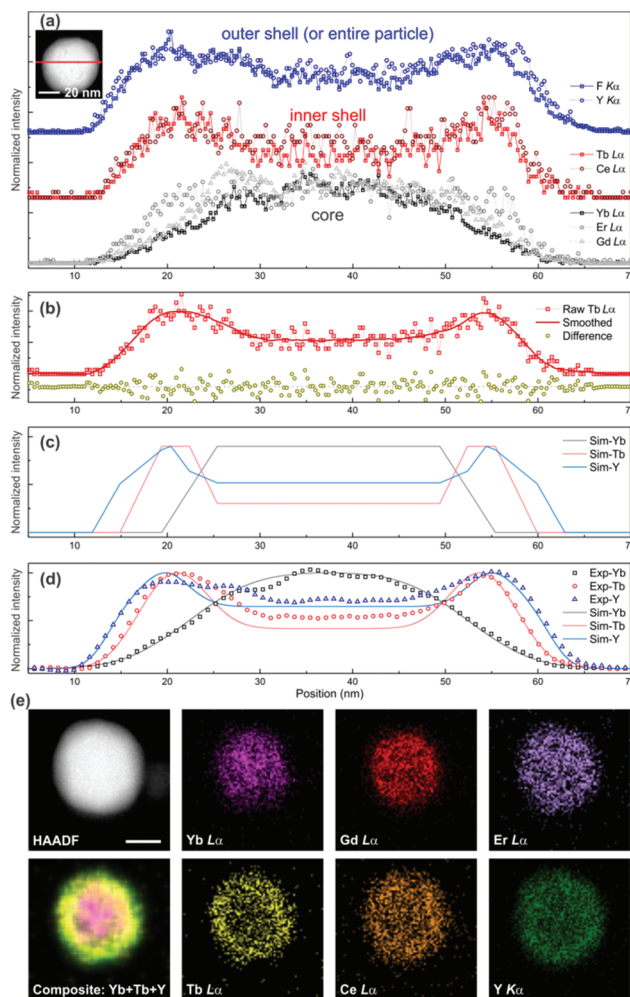 (a)
outer shell (or entire particle)
20 nm
F Kα
Y Kα
inner shell
Tb Lα
Ce Lα
core
Yb Lα
Er Lα
Gd Lα
Normalized intensity
10 20 30 40 50 60 70
(b)
Raw Tb Lα
Smoothed
Difference
Normalized intensity
10 20 30 40 50 60 70
(c)
Sim-Yb
Sim-Tb
Sim-Y
Normalized intensity
10 20 30 40 50 60 70
(d)
Exp-Yb
Exp-Tb
Exp-Y
Sim-Yb
Sim-Tb
Sim-Y
Normalized intensity
10 20 30 40 50 60 70
Position (nm)
(e)
HAADF
Yb Lα
Gd Lα
Er Lα
Composite: Yb+Tb+Y
Tb Lα
Ce Lα
Y Kα